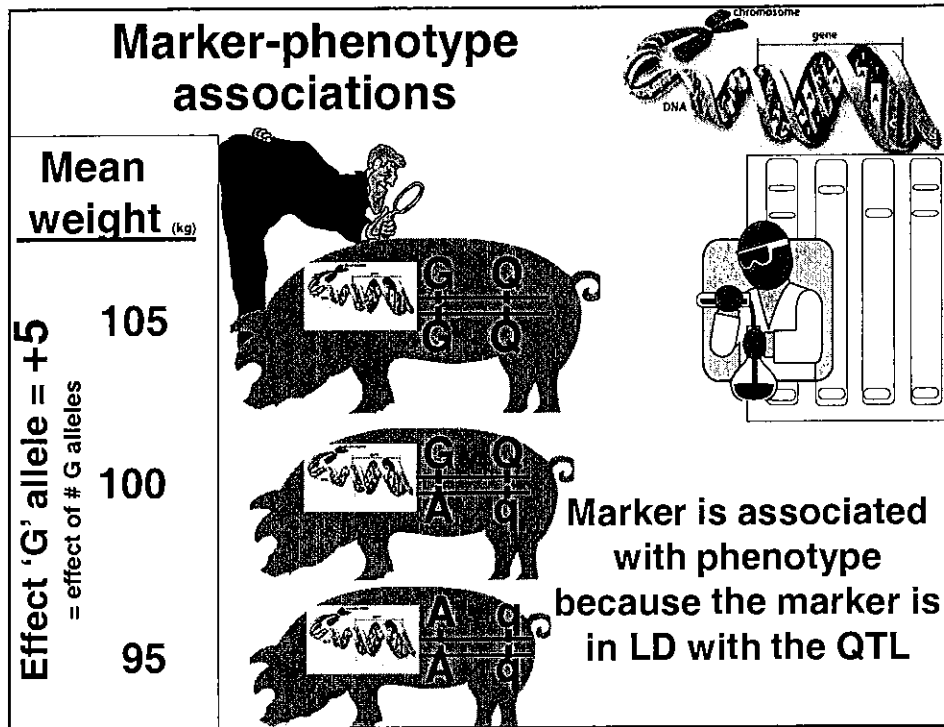 Marker-phenotype
associations
chromosome
gene
DNA
Mean
weight (kg)
Effect 'G' allele = +5
= effect of # G alleles
105
G Q
G Q
100
G Q
A q
95
A q
A q
Marker is associated
with phenotype
because the marker is
in LD with the QTL